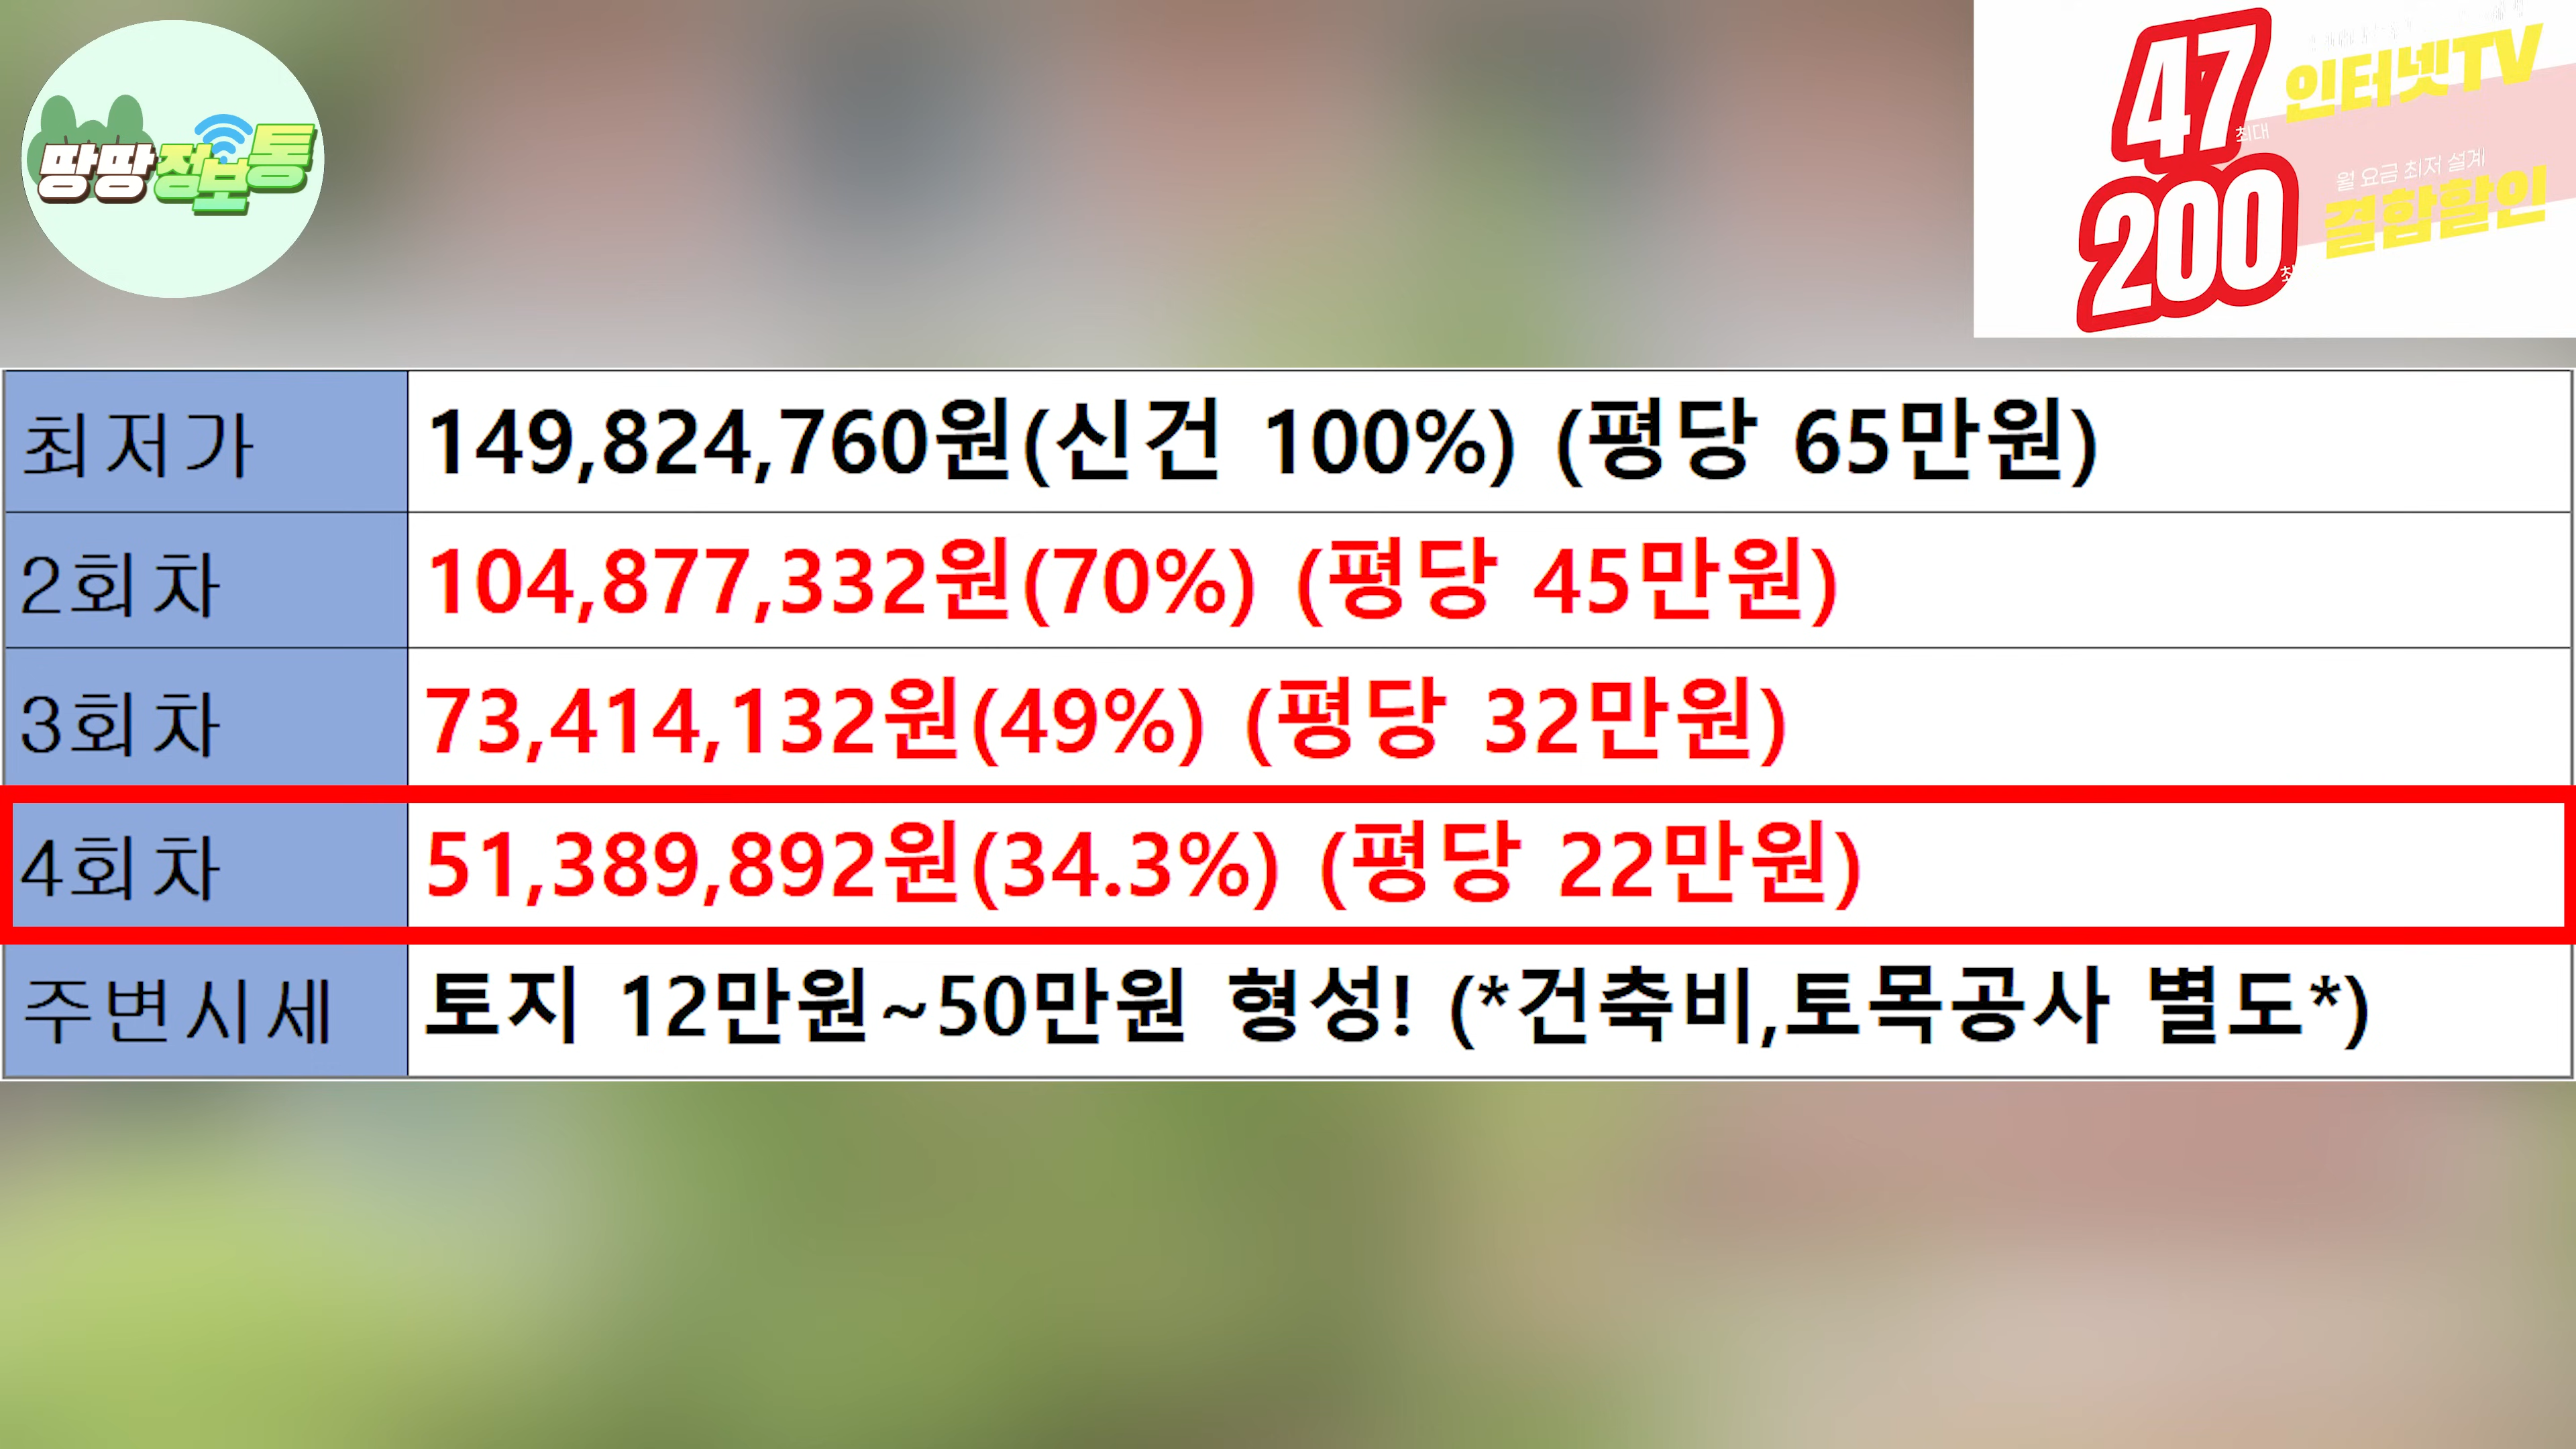 땅땅정보통
47
최대
인터넷TV
월 요금 최저 설계
200
결합할인
최저가 149,824,760원(신건 100%) (평당 65만원)
2회차 104,877,332원(70%) (평당 45만원)
3회차 73,414,132원(49%) (평당 32만원)
4회차 51,389,892원(34.3%) (평당 22만원)
주변시세 토지 12만원~50만원 형성! (*건축비,토목공사 별도*)